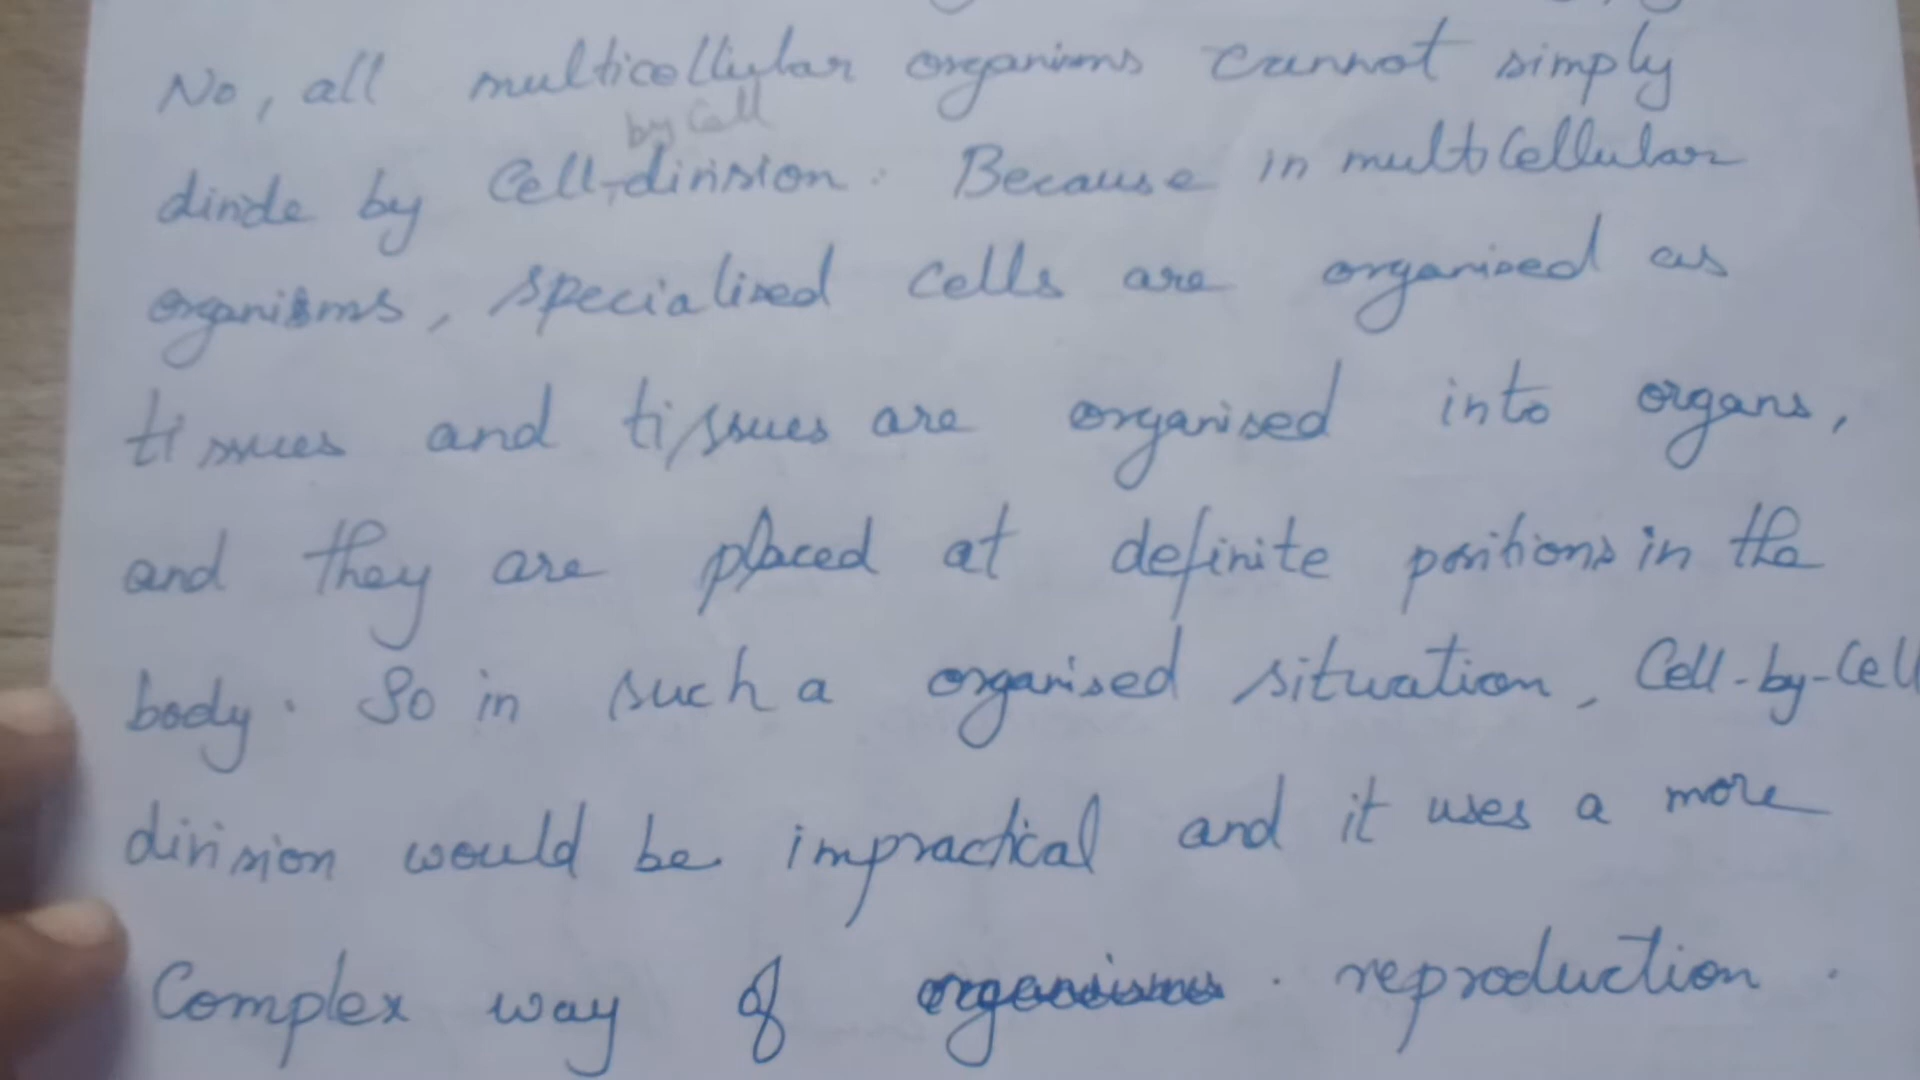 No, all multicellular organisms cannot simply
by cell
divide by Cell-division. Because in multicellular
organisms, specialised cells are organised as
tissues and tissues are organised into organs,
and they are placed at definite positions in the
body. So in such a organised situation, Cell-by-Cell
division would be impractical and it uses a more
Complex way of . reproduction.